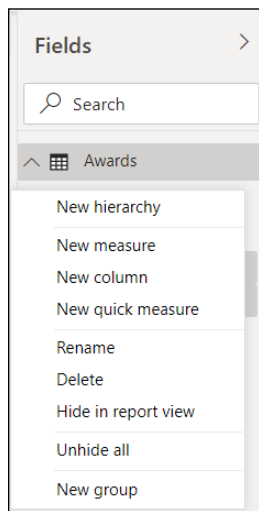 Fields
Search
Awards
New hierarchy
New measure
New column
New quick measure
Rename
Delete
Hide in report view
Unhide all
New group